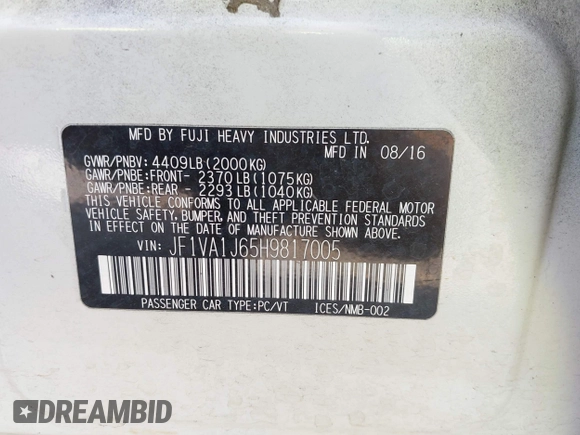 MFD BY FUJI HEAVY INDUSTRIES LTD.
MFD IN 08/16
GVWR/PNBV: 4409LB(2000KG)
GAWR/PNBE:FRONT- 2370LB(1075KG)
GAWR/PNBE:REAR - 2293LB(1040KG)
THIS VEHICLE CONFORMS TO ALL APPLICABLE FEDERAL MOTOR
VEHICLE SAFETY, BUMPER, AND THEFT PREVENTION STANDARDS
IN EFFECT ON THE DATE OF MANUFACTURE SHOWN ABOVE.
VIN: JF1VA1J65H9817005
PASSENGER CAR TYPE:PC/VT ICES/NMB-002
DREAMBID